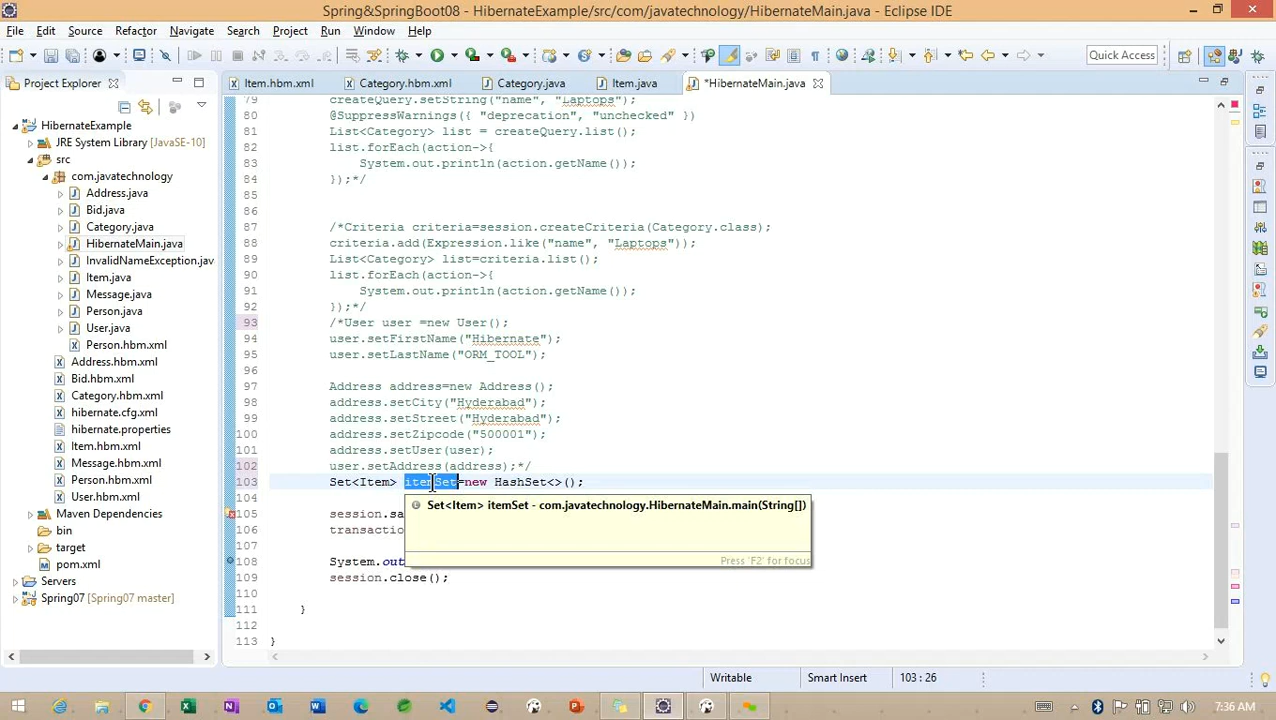 Spring&SpringBoot08 - HibernateExample/src/com/javatechnology/HibernateMain.java - Eclipse IDE
File Edit Source Refactor Navigate Search Project Run Window Help
Quick Access
Project Explorer
Item.hbm.xml Category.hbm.xml Category.java Item.java *HibernateMain.java
HibernateExample
JRE System Library [JavaSE-10]
src
com.javatechnology
Address.java
Bid.java
Category.java
HibernateMain.java
InvalidNameException.jav
Item.java
Message.java
Person.java
User.java
Person.hbm.xml
Address.hbm.xml
Bid.hbm.xml
Category.hbm.xml
hibernate.cfg.xml
hibernate.properties
Item.hbm.xml
Message.hbm.xml
Person.hbm.xml
User.hbm.xml
Maven Dependencies
bin
target
pom.xml
Servers
Spring07 [Spring07 master]
79 createQuery.setString("name", "Laptops");
80 @SuppressWarnings({ "deprecation", "unchecked" })
81 List<Category> list = createQuery.list();
82 list.forEach(action->{
83 System.out.println(action.getName());
84 });*/
85
86
87 /*Criteria criteria=session.createCriteria(Category.class);
88 criteria.add(Expression.like("name", "Laptops"));
89 List<Category> list=criteria.list();
90 list.forEach(action->{
91 System.out.println(action.getName());
92 });*/
93 /*User user =new User();
94 user.setFirstName("Hibernate");
95 user.setLastName("ORM_TOOL");
96
97 Address address=new Address();
98 address.setCity("Hyderabad");
99 address.setStreet("Hyderabad");
100 address.setZipcode("500001");
101 address.setUser(user);
102 user.setAddress(address);*/
103 Set<Item> itemSet=new HashSet<>();
104
Set<Item> itemSet - com.javatechnology.HibernateMain.main(String[])
105 session.sa
106 transactio
107
Press 'F2' for focus
108 System.out
109 session.close();
110
111 }
112
113 }
Writable Smart Insert 103 : 26
7:36 AM